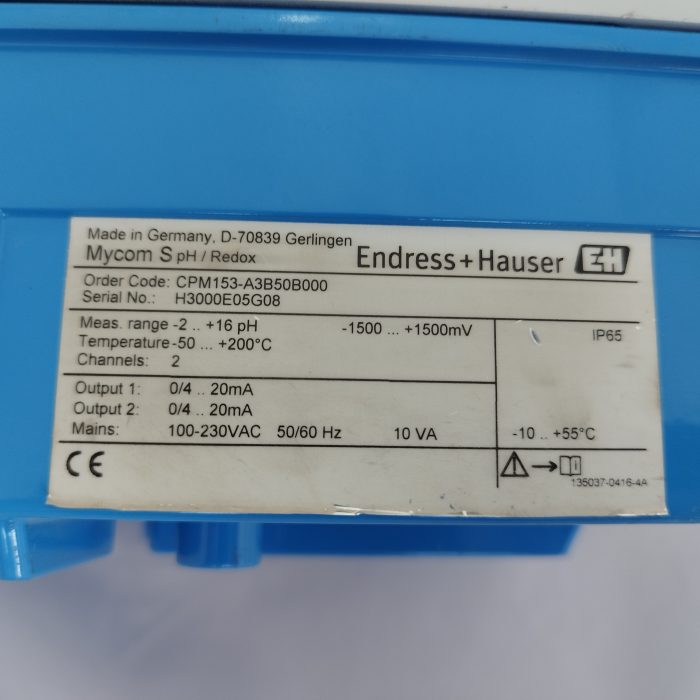 Made in Germany, D-70839 Gerlingen
Mycom S pH / Redox
Endress+Hauser EH
Order Code: CPM153-A3B50B000
Serial No.: H3000E05G08
Meas. range -2 .. +16 pH -1500 ... +1500mV IP65
Temperature -50 ... +200°C
Channels: 2
Output 1: 0/4 .. 20mA
Output 2: 0/4 .. 20mA
Mains: 100-230VAC 50/60 Hz 10 VA -10 .. +55°C
CE
135037-0416-4A